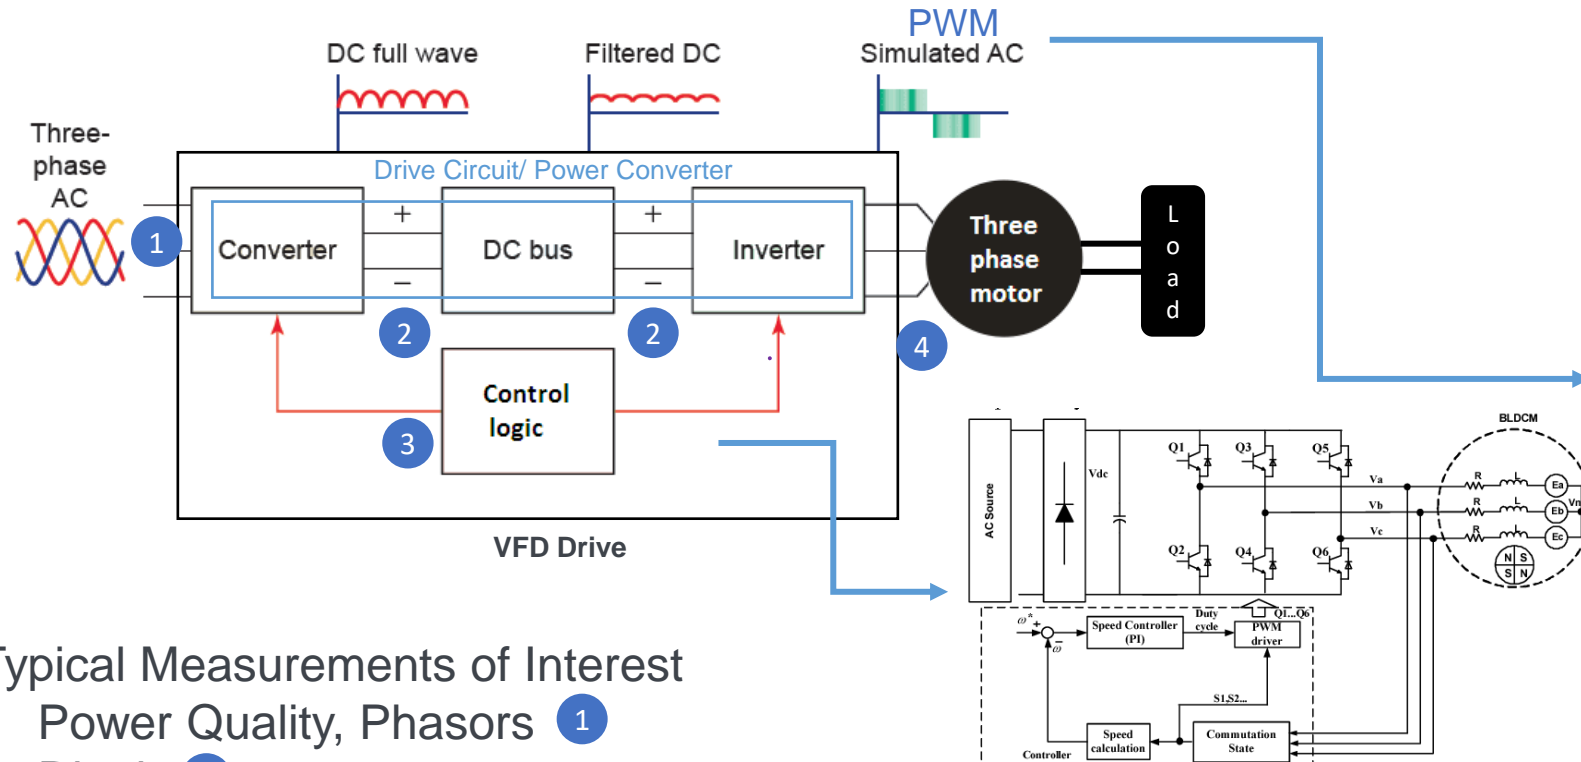 PWM
DC full wave
Filtered DC
Simulated AC
Three-
phase
AC
Drive Circuit/ Power Converter
+
+
1
Converter
DC bus
Inverter
Three
phase
motor
L
o
a
d
−
−
2
2
4
Control
logic
3
VFD Drive
BLDCM
AC Source
Vdc
Q1
Q3
Q5
Va
R
L
Ea
Vb
R
L
Eb
Vc
R
L
Ec
Q2
Q4
Q6
N S
S N
ω*
+
−
ω
Speed Controller
(PI)
Duty
cycle
Q1...Q6
PWM
driver
S1,S2...
Speed
calculation
Commutation
State
Controller
Typical Measurements of Interest
Power Quality, Phasors 1